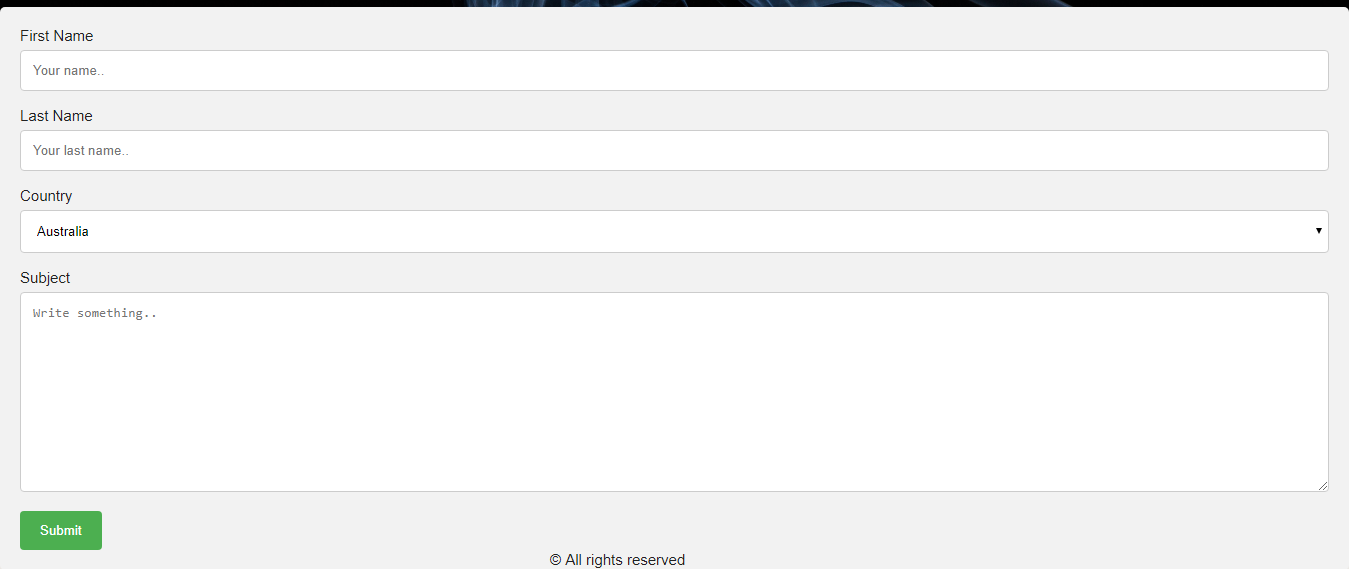 First Name
Your name..
Last Name
Your last name..
Country
Australia
Subject
Write something..
Submit
© All rights reserved